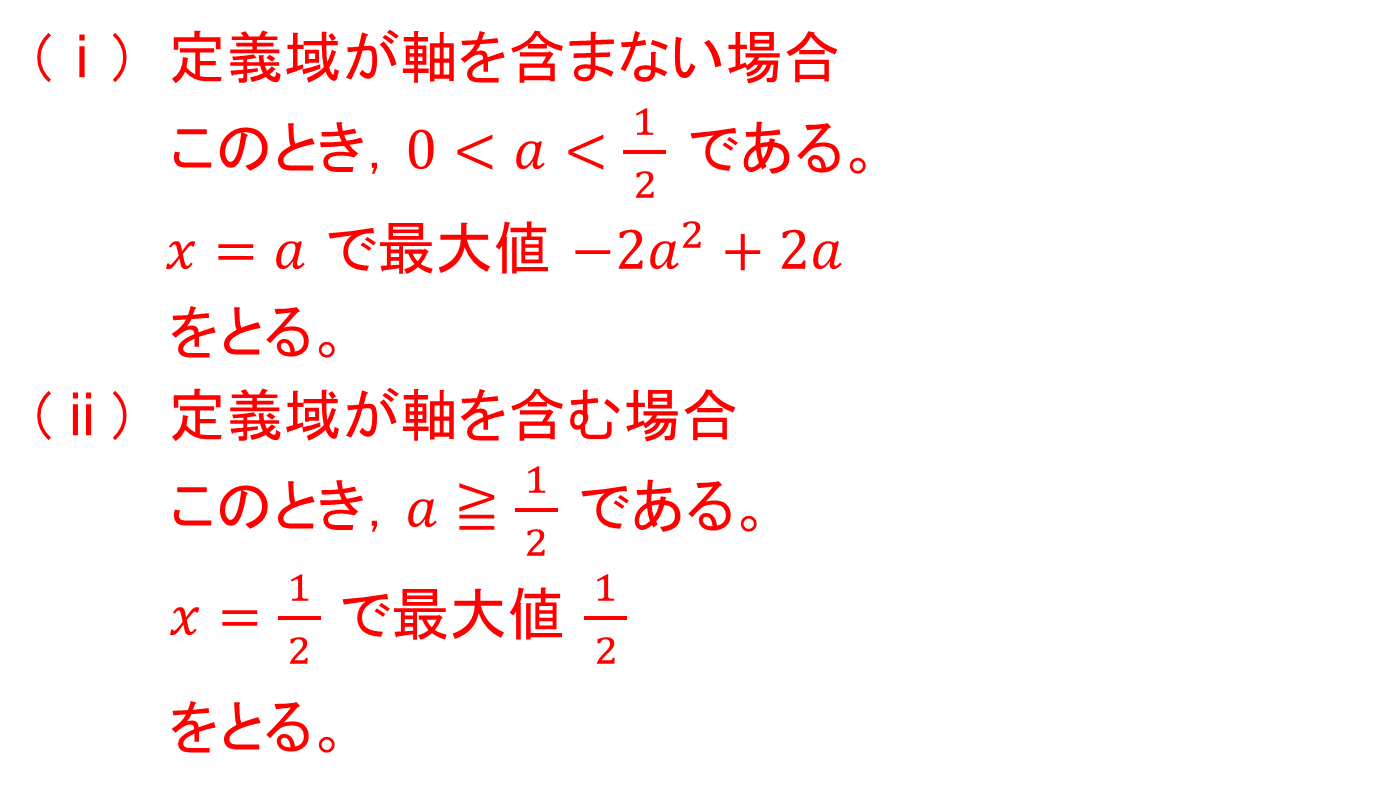 (ⅰ) 定義域が軸を含まない場合
このとき, 0 < a < 1/2 である。
x = a で最大値 −2a² + 2a
をとる。
(ⅱ) 定義域が軸を含む場合
このとき, a ≧ 1/2 である。
x = 1/2 で最大値 1/2
をとる。